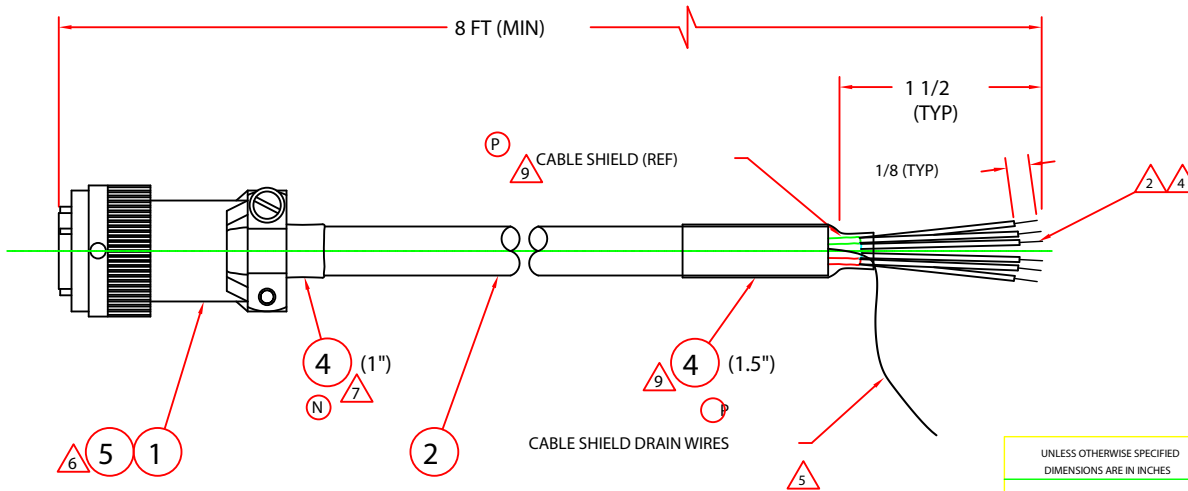 8 FT (MIN)
1 1/2
(TYP)
P
9
CABLE SHIELD (REF)
1/8 (TYP)
2
4
4
(1")
7
N
9
4
(1.5")
P
6
5
1
2
CABLE SHIELD DRAIN WIRES
5
UNLESS OTHERWISE SPECIFIED
DIMENSIONS ARE IN INCHES